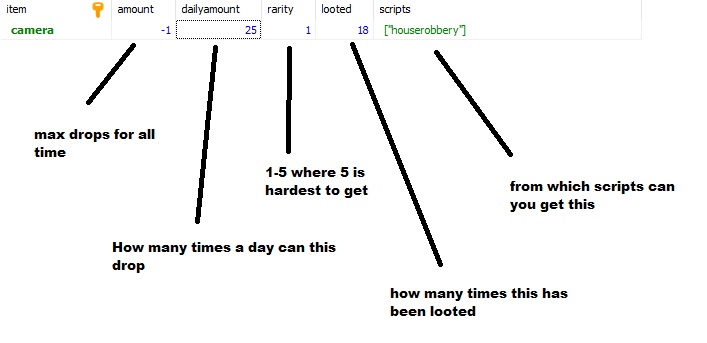 item amount dailyamount rarity looted scripts
camera -1 25 1 18 ["houserobbery"]
max drops for all
time
1-5 where 5 is
hardest to get
from which scripts can
you get this
How many times a day can this
drop
how many times this has
been looted